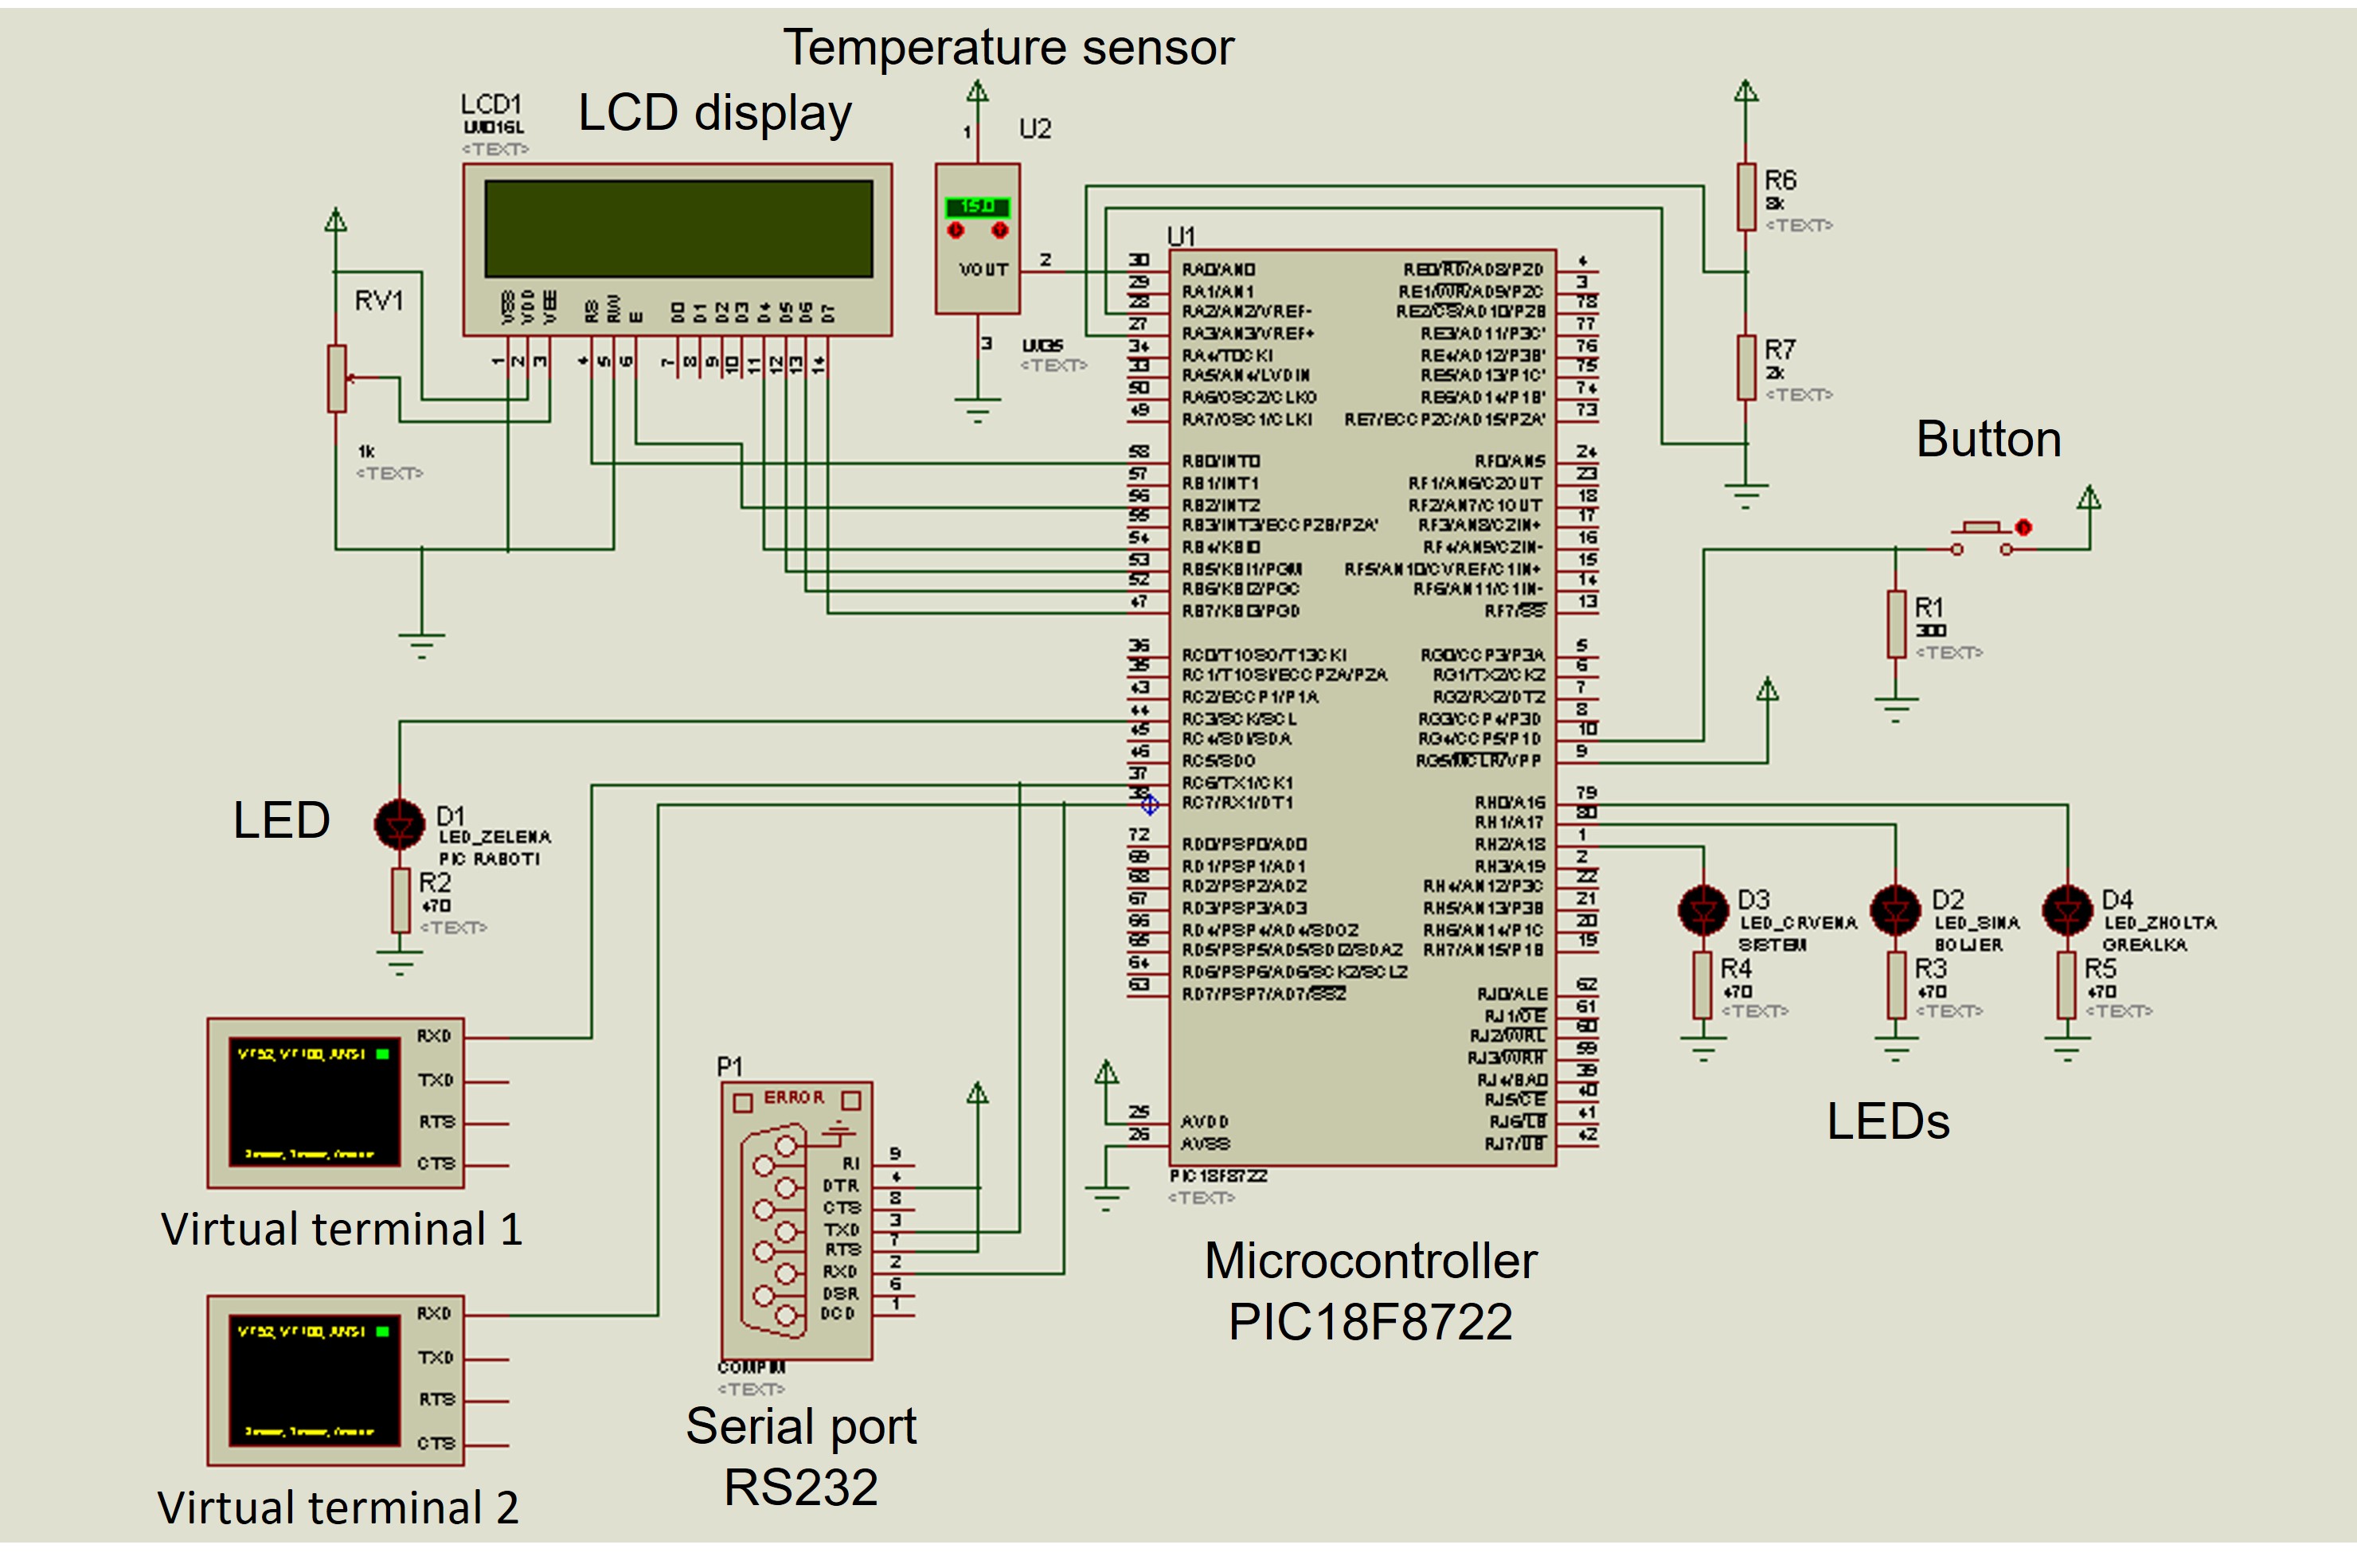 Temperature sensor
LCD display
LCD1
LM016L
<TEXT>
U2
1
15.0
VOUT
2
3
LM35
<TEXT>
RV1
1k
<TEXT>
VSS
VDD
VEE
RS
RW
E
D0
D1
D2
D3
D4
D5
D6
D7
1
2
3
4
5
6
7
8
9
10
11
12
13
14
R6
8k
<TEXT>
R7
2k
<TEXT>
Button
R1
300
<TEXT>
U1
30 RA0/AN0
29 RA1/AN1
28 RA2/AN2/VREF-
27 RA3/AN3/VREF+
34 RA4/T0CKI
33 RA5/AN4/LVDIN
50 RA6/OSC2/CLKO
49 RA7/OSC1/CLKI
58 RB0/INT0
57 RB1/INT1
56 RB2/INT2
55 RB3/INT3/ECCP2B/P2A'
54 RB4/KBI0
53 RB5/KBI1/PGM
52 RB6/KBI2/PGC
47 RB7/KBI3/PGD
36 RC0/T1OSO/T13CKI
35 RC1/T1OSI/ECCP2A/P2A
43 RC2/ECCP1/P1A
44 RC3/SCK/SCL
45 RC4/SDI/SDA
46 RC5/SDO
37 RC6/TX1/CK1
38 RC7/RX1/DT1
72 RD0/PSP0/AD0
69 RD1/PSP1/AD1
68 RD2/PSP2/AD2
67 RD3/PSP3/AD3
66 RD4/PSP4/AD4/SDO2
65 RD5/PSP5/AD5/SDI2/SDA2
64 RD6/PSP6/AD6/SCK2/SCL2
63 RD7/PSP7/AD7/SS2
25 AVDD
26 AVSS
RE0/RD/AD8/P2D 4
RE1/WR/AD9/P2C 3
RE2/CS/AD10/P2B 78
RE3/AD11/P3C' 77
RE4/AD12/P3B' 76
RE5/AD13/P1C' 75
RE6/AD14/P1B' 74
RE7/ECCP2C/AD15/P2A' 73
RF0/AN5 24
RF1/AN6/C2OUT 23
RF2/AN7/C1OUT 18
RF3/AN8/C2IN+ 17
RF4/AN9/C2IN- 16
RF5/AN10/CVREF/C1IN+ 15
RF6/AN11/C1IN- 14
RF7/SS 13
RG0/CCP3/P3A 5
RG1/TX2/CK2 6
RG2/RX2/DT2 7
RG3/CCP4/P3D 8
RG4/CCP5/P1D 10
RG5/MCLR/VPP 9
RH0/A16 79
RH1/A17 80
RH2/A18 1
RH3/A19 2
RH4/AN12/P3C 22
RH5/AN13/P3B 21
RH6/AN14/P1C 20
RH7/AN15/P1B 19
RJ0/ALE 62
RJ1/OE 61
RJ2/WRL 60
RJ3/WRH 59
RJ4/BA0 39
RJ5/CE 40
RJ6/LB 41
RJ7/UB 42
PIC18F8722
<TEXT>
Microcontroller
PIC18F8722
LED
D1
LED_ZELENA
PIC RABOTI
R2
470
<TEXT>
D3
LED_CRVENA
SISTEM
R4
470
<TEXT>
D2
LED_SINA
BOLJER
R3
470
<TEXT>
D4
LED_ZHOLTA
GREALKA
R5
470
<TEXT>
LEDs
VT52, VT100, ANSI
RXD
TXD
RTS
CTS
Virtual terminal 1
VT52, VT100, ANSI
RXD
TXD
RTS
CTS
Virtual terminal 2
P1
ERROR
RI 9
DTR 4
CTS 8
TXD 3
RTS 7
RXD 2
DSR 6
DCD 1
COMPIM
<TEXT>
Serial port
RS232